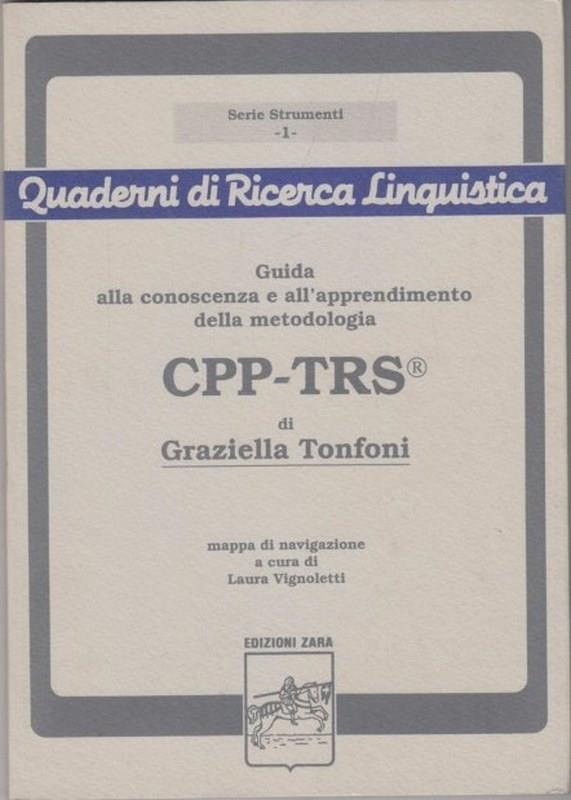 Serie Strumenti
-1-
Quaderni di Ricerca Linguistica
Guida
alla conoscenza e all'apprendimento
della metodologia
CPP-TRS®
di
Graziella Tonfoni
mappa di navigazione
a cura di
Laura Vignoletti
EDIZIONI ZARA